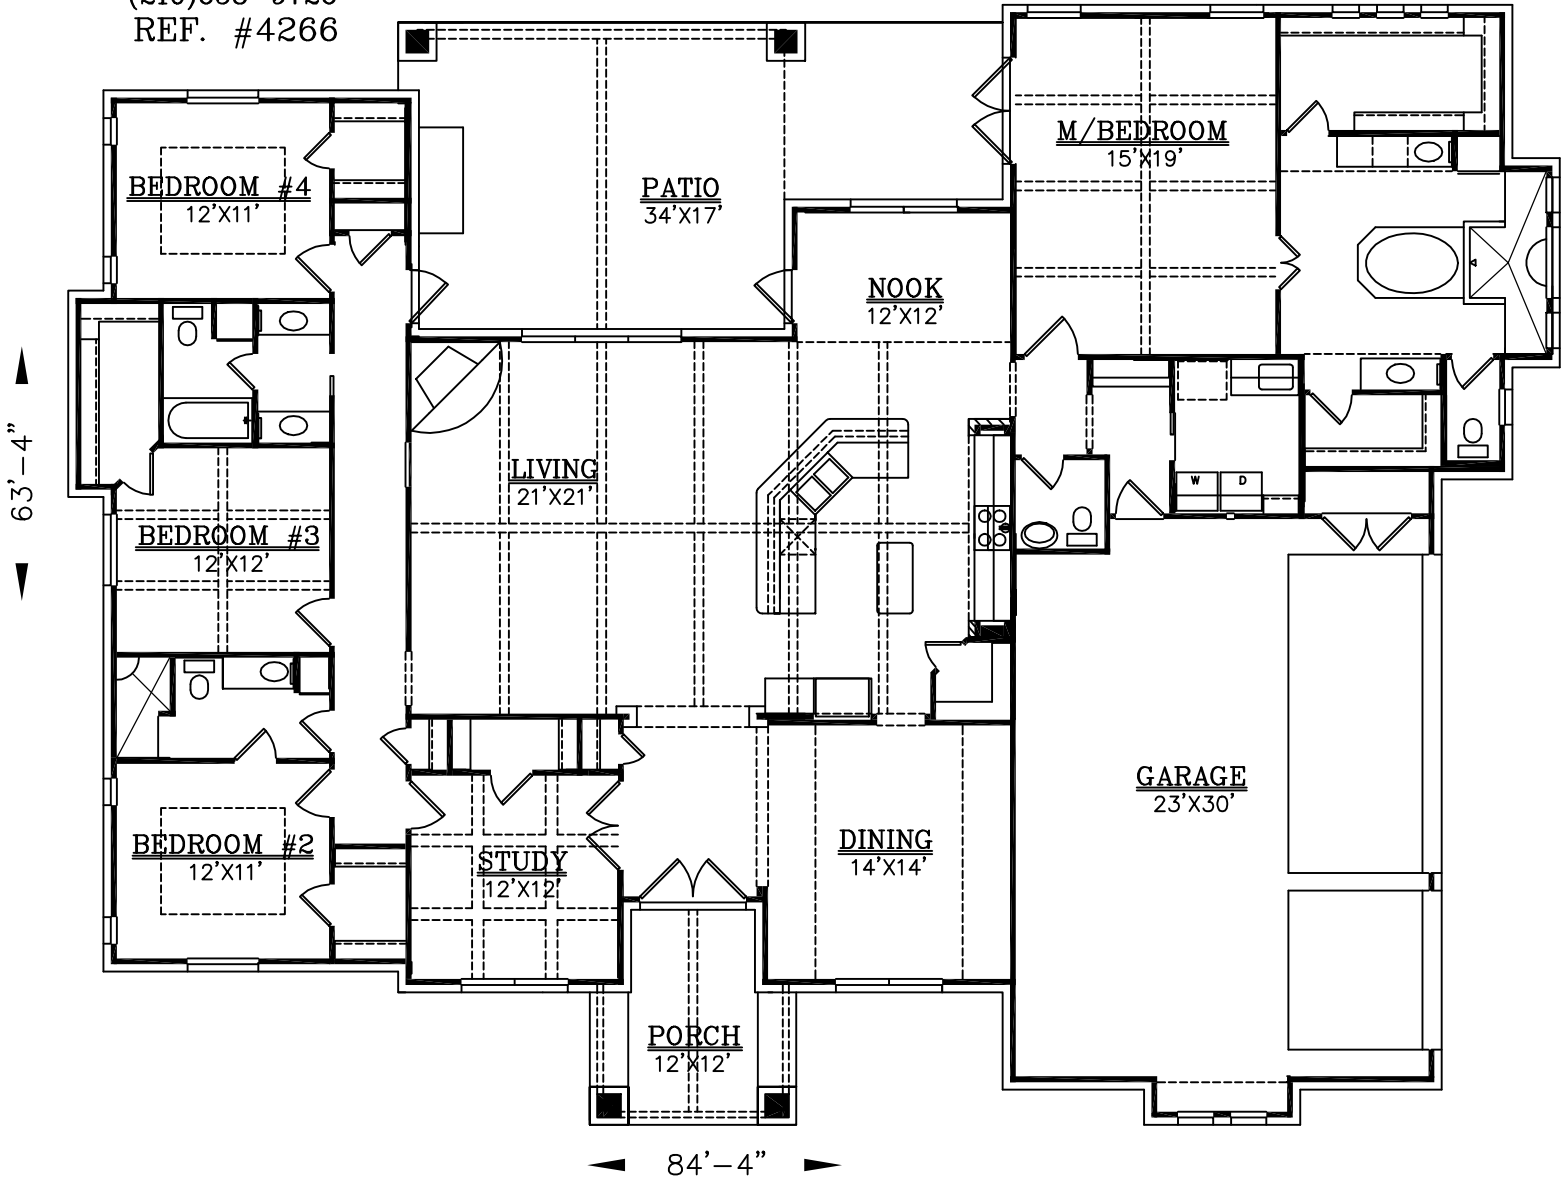 REF. #4266
M/BEDROOM
15'X19'
BEDROOM #4
12'X11'
PATIO
34'X17'
NOOK
12'X12'
63'-4"
LIVING
21'X21'
W
D
BEDROOM #3
12'X12'
GARAGE
23'X30'
BEDROOM #2
12'X11'
STUDY
12'X12'
DINING
14'X14'
PORCH
12'X12'
84'-4"